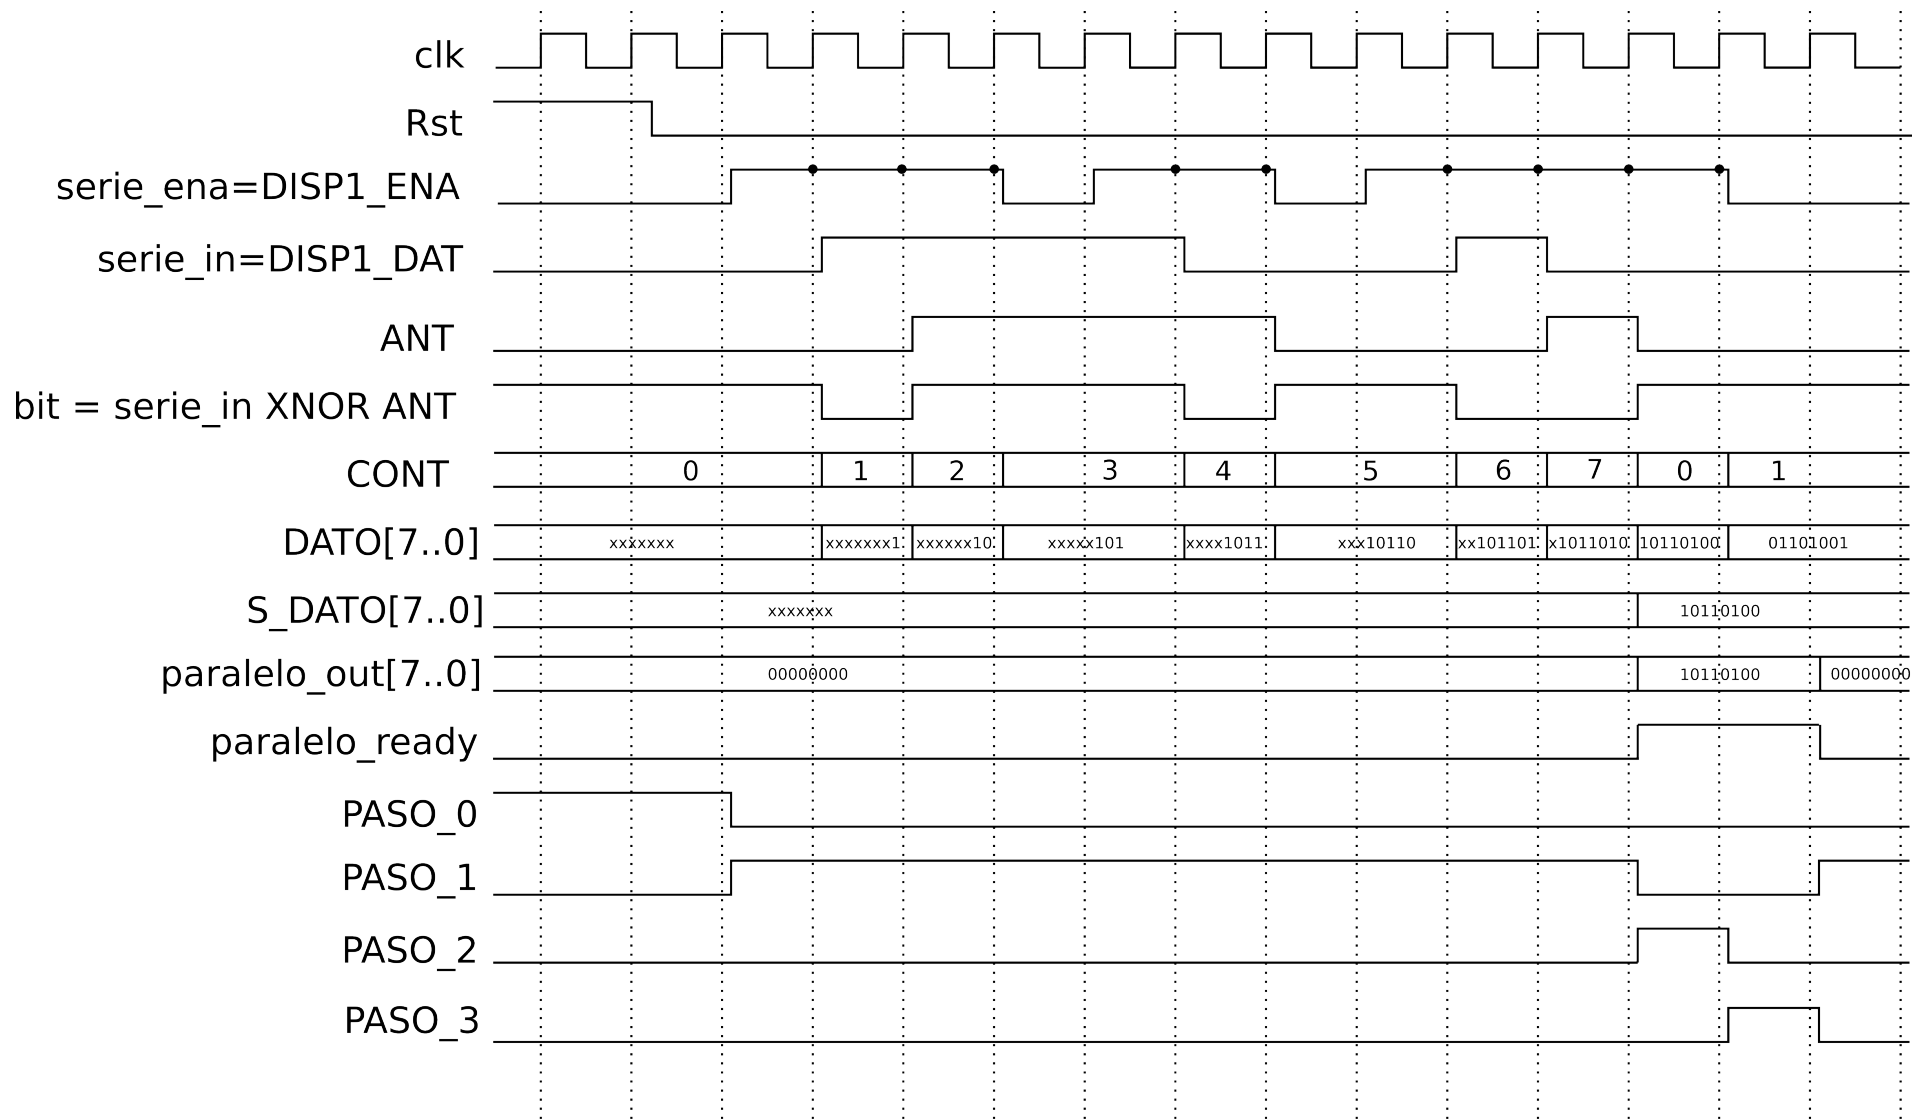 clk
Rst
serie_ena=DISP1_ENA
serie_in=DISP1_DAT
ANT
bit = serie_in XNOR ANT
CONT 0 1 2 3 4 5 6 7 0 1
DATO[7..0] xxxxxxx xxxxxxx1 xxxxxx10 xxxxx101 xxxx1011 xxx10110 xx101101 x1011010 10110100 01101001
S_DATO[7..0] xxxxxxx 10110100
paralelo_out[7..0] 00000000 10110100 00000000
paralelo_ready
PASO_0
PASO_1
PASO_2
PASO_3